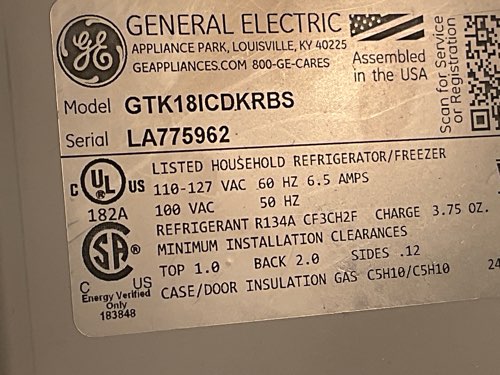 GE
GENERAL ELECTRIC
APPLIANCE PARK, LOUISVILLE, KY 40225
GEAPPLIANCES.COM 800-GE-CARES
Assembled
in the USA
Scan for Service
or Registration
Model GTK18ICDKRBS
Serial LA775962
C UL US
®
182A
LISTED HOUSEHOLD REFRIGERATOR/FREEZER
110-127 VAC 60 HZ 6.5 AMPS
100 VAC 50 HZ
REFRIGERANT R134A CF3CH2F CHARGE 3.75 OZ.
MINIMUM INSTALLATION CLEARANCES
TOP 1.0 BACK 2.0 SIDES .12
CASE/DOOR INSULATION GAS C5H10/C5H10
24
SA
®
C US
Energy Verified
Only
183848